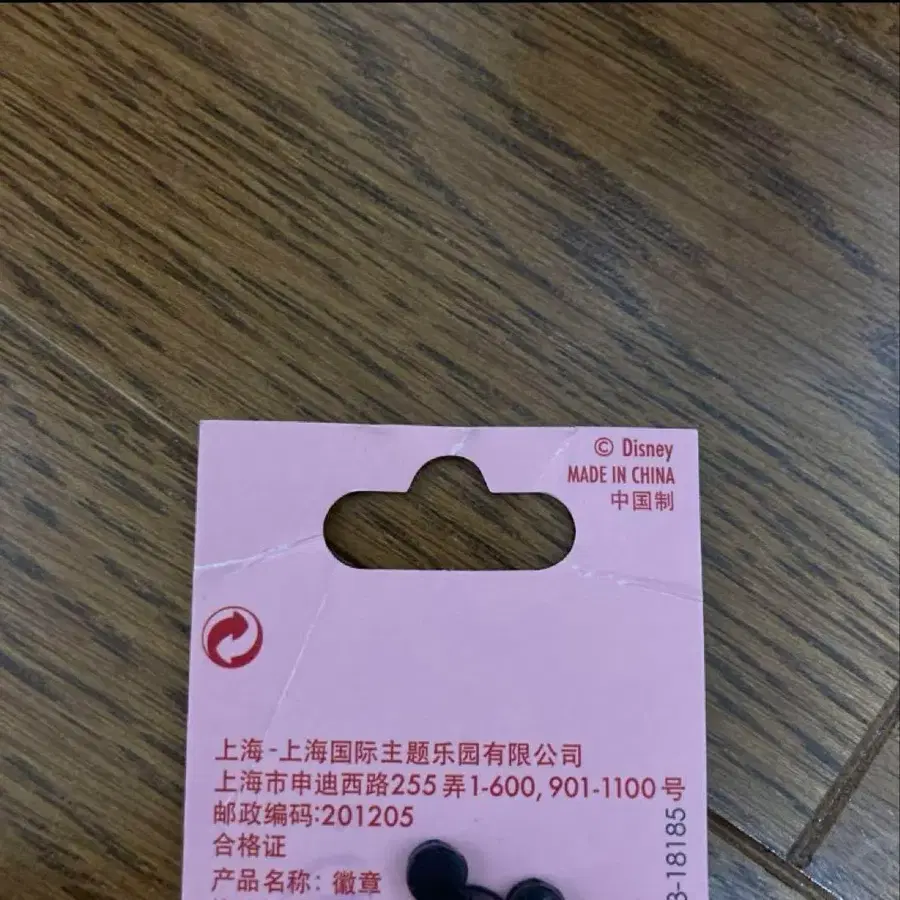 © Disney
MADE IN CHINA
中国制
上海-上海国际主题乐园有限公司
上海市申迪西路255弄1-600, 901-1100号
邮政编码:201205
合格证
产品名称: 徽章
-18185